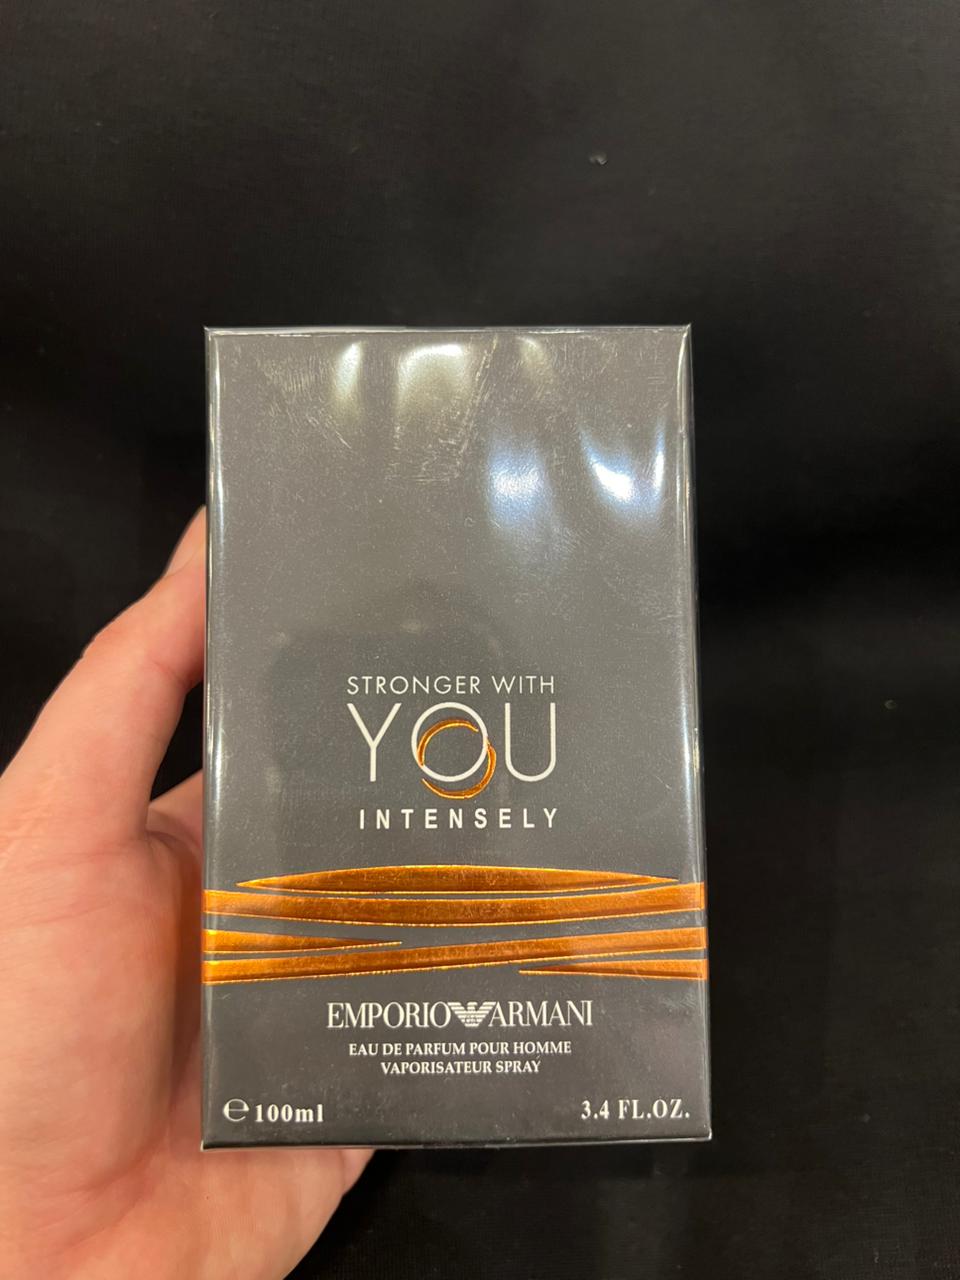 STRONGER WITH
YOU
INTENSELY
EMPORIO ARMANI
EAU DE PARFUM POUR HOMME
VAPORISATEUR SPRAY
℮100ml 3.4 FL.OZ.